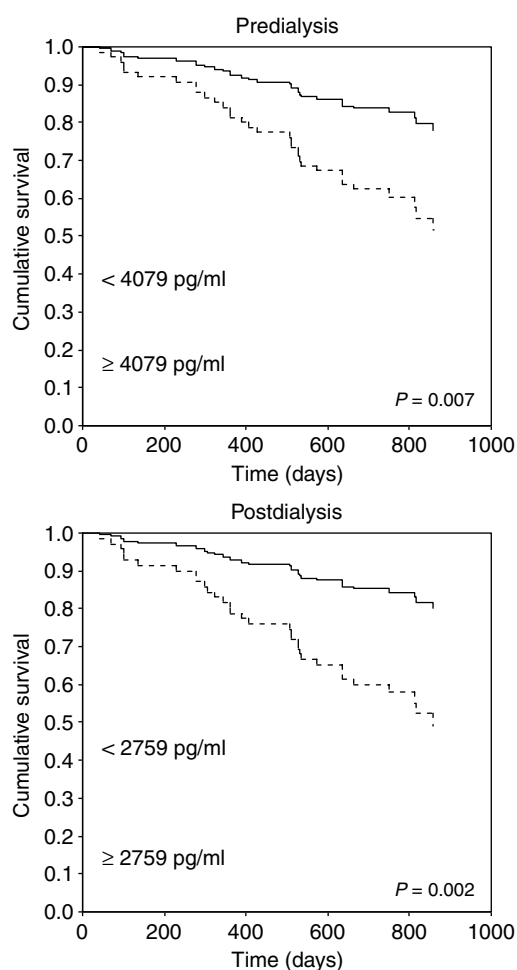 Predialysis
1.0
0.9
0.8
0.7
0.6
0.5
0.4
0.3
0.2
0.1
0.0
Cumulative survival
< 4079 pg/ml
≥ 4079 pg/ml
P = 0.007
0 200 400 600 800 1000
Time (days)
Postdialysis
1.0
0.9
0.8
0.7
0.6
0.5
0.4
0.3
0.2
0.1
0.0
Cumulative survival
< 2759 pg/ml
≥ 2759 pg/ml
P = 0.002
0 200 400 600 800 1000
Time (days)